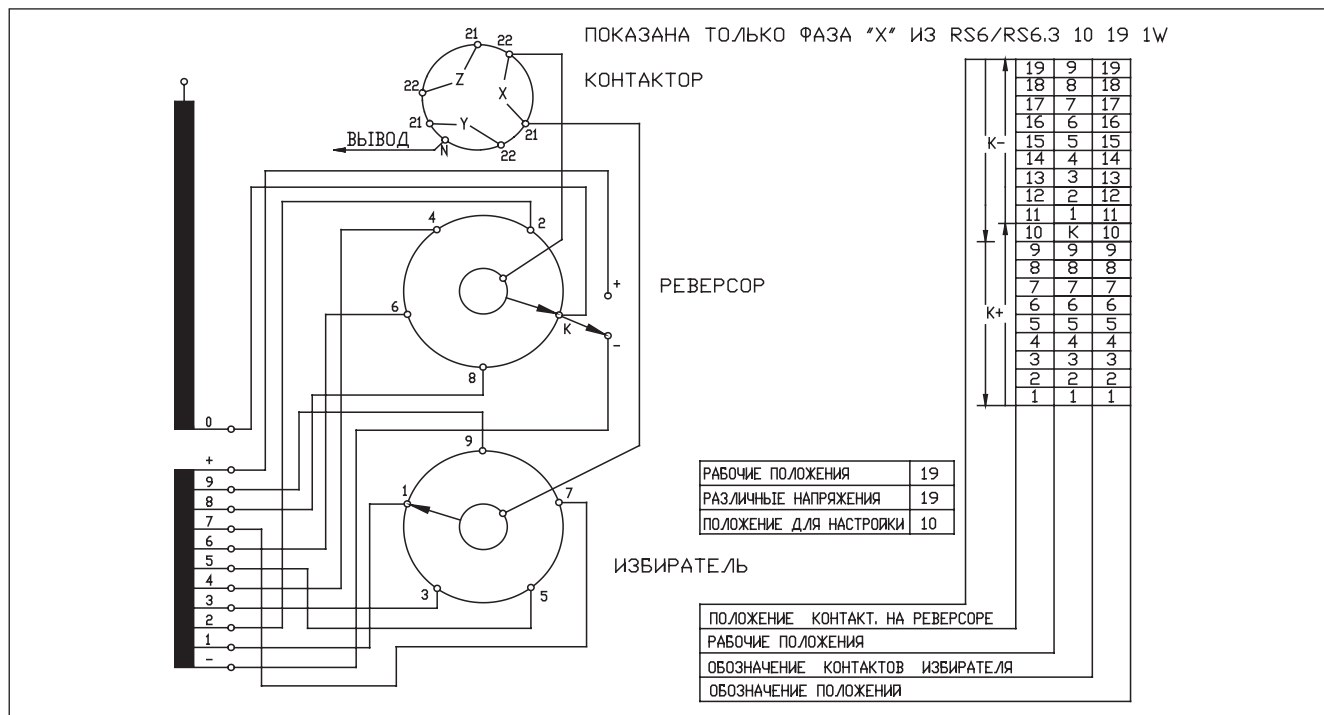 ПОКАЗАНА ТОЛЬКО ФАЗА "X" ИЗ RS6/RS6.3 10 19 1W
КОНТАКТОР
21
22
Z
22
X
21
Y
21
N
22
ВЫВОД
4
2
6
K
8
+
-
РЕВЕРСОР
0
+
9
8
7
6
5
4
3
2
1
-
9
1
7
3
5
ИЗБИРАТЕЛЬ
K-
K+
19 9 19
18 8 18
17 7 17
16 6 16
15 5 15
14 4 14
13 3 13
12 2 12
11 1 11
10 K 10
9 9 9
8 8 8
7 7 7
6 6 6
5 5 5
4 4 4
3 3 3
2 2 2
1 1 1
РАБОЧИЕ ПОЛОЖЕНИЯ 19
РАЗЛИЧНЫЕ НАПРЯЖЕНИЯ 19
ПОЛОЖЕНИЕ ДЛЯ НАСТРОЙКИ 10
ПОЛОЖЕНИЕ КОНТАКТ. НА РЕВЕРСОРЕ
РАБОЧИЕ ПОЛОЖЕНИЯ
ОБОЗНАЧЕНИЕ КОНТАКТОВ ИЗБИРАТЕЛЯ
ОБОЗНАЧЕНИЕ ПОЛОЖЕНИЙ